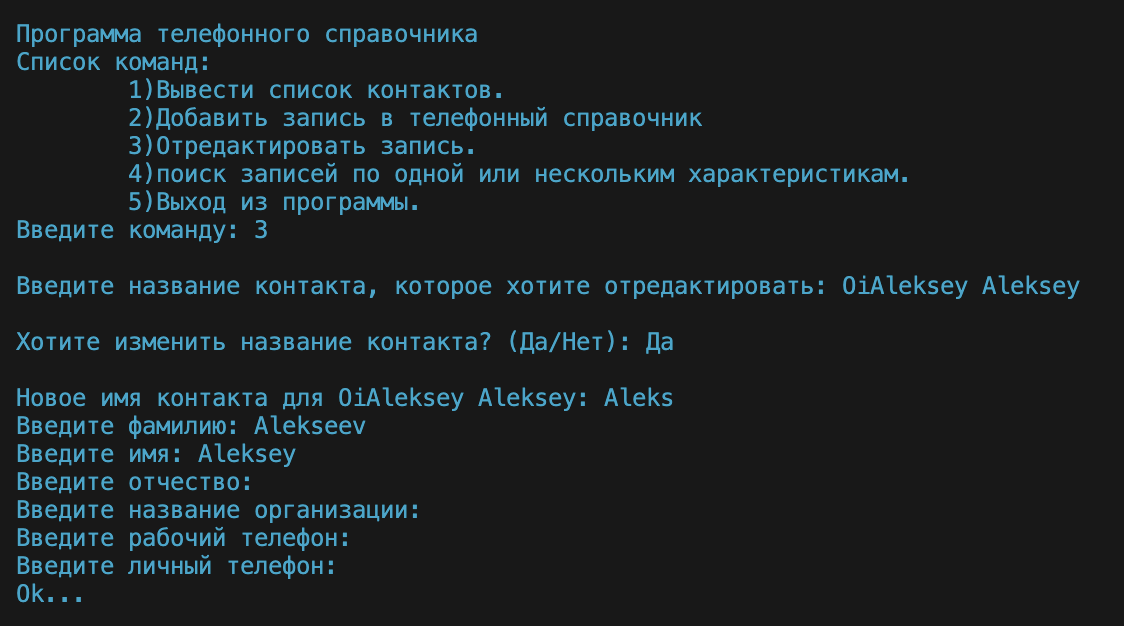 Программа телефонного справочника
Список команд:
1)Вывести список контактов.
2)Добавить запись в телефонный справочник
3)Отредактировать запись.
4)поиск записей по одной или нескольким характеристикам.
5)Выход из программы.
Введите команду: 3
Введите название контакта, которое хотите отредактировать: OiAleksey Aleksey
Хотите изменить название контакта? (Да/Нет): Да
Новое имя контакта для OiAleksey Aleksey: Aleks
Введите фамилию: Alekseev
Введите имя: Aleksey
Введите отчество:
Введите название организации:
Введите рабочий телефон:
Введите личный телефон:
Ok...